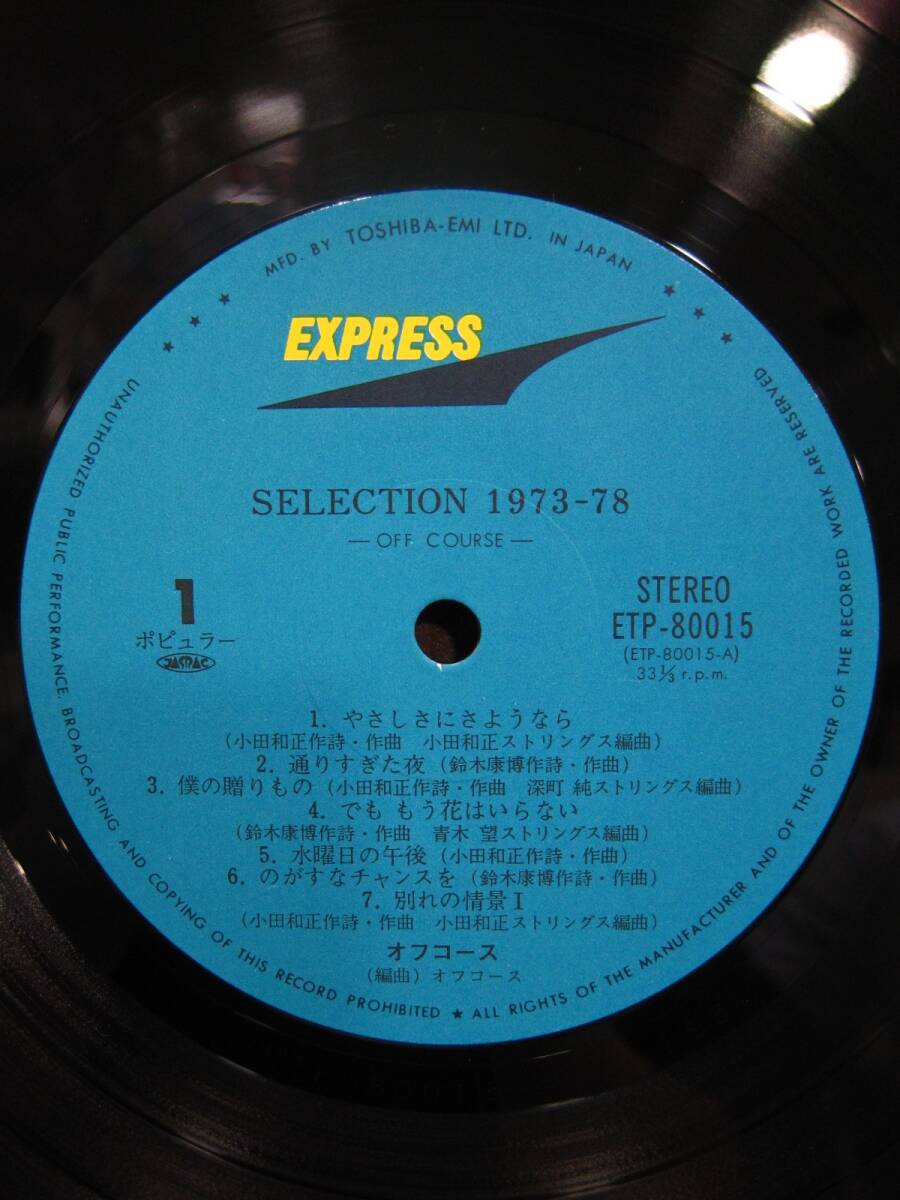 MFD. BY TOSHIBA-EMI LTD. IN JAPAN
EXPRESS
SELECTION 1973-78
— OFF COURSE —
1
ポピュラー
JASRAC
STEREO
ETP-80015
(ETP-80015-A)
33⅓ r.p.m.
1. やさしさにさようなら
(小田和正作詩・作曲 小田和正ストリングス編曲)
2. 通りすぎた夜 (鈴木康博作詩・作曲)
3. 僕の贈りもの (小田和正作詩・作曲 深町 純ストリングス編曲)
4. でも もう花はいらない
(鈴木康博作詩・作曲 青木 望ストリングス編曲)
5. 水曜日の午後 (小田和正作詩・作曲)
6. のがすなチャンスを (鈴木康博作詩・作曲)
7. 別れの情景 I
(小田和正作詩・作曲 小田和正ストリングス編曲)
オフコース
(編曲) オフコース
★★★ UNAUTHORIZED PUBLIC PERFORMANCE, BROADCASTING AND COPYING OF THIS RECORD PROHIBITED ★ ALL RIGHTS OF THE MANUFACTURER AND OF THE OWNER OF THE RECORDED WORK ARE RESERVED ★★★